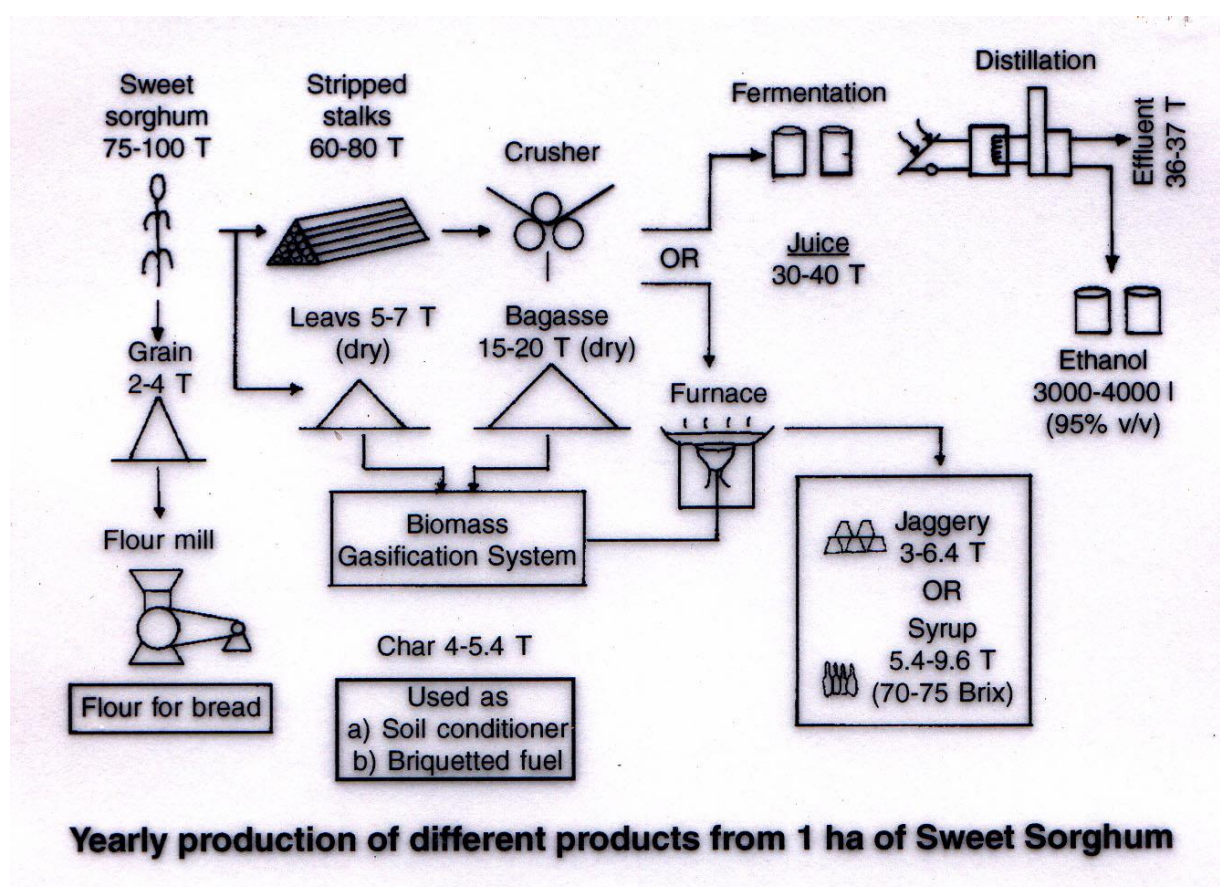 Sweet
sorghum
75-100 T
Stripped
stalks
60-80 T
Crusher
Fermentation
Distillation
Effluent
36-37 T
OR
Juice
30-40 T
Ethanol
3000-4000 l
(95% v/v)
Grain
2-4 T
Leavs 5-7 T
(dry)
Bagasse
15-20 T (dry)
Furnace
Flour mill
Flour for bread
Biomass
Gasification System
Char 4-5.4 T
Used as
a) Soil conditioner
b) Briquetted fuel
Jaggery
3-6.4 T
OR
Syrup
5.4-9.6 T
(70-75 Brix)
Yearly production of different products from 1 ha of Sweet Sorghum